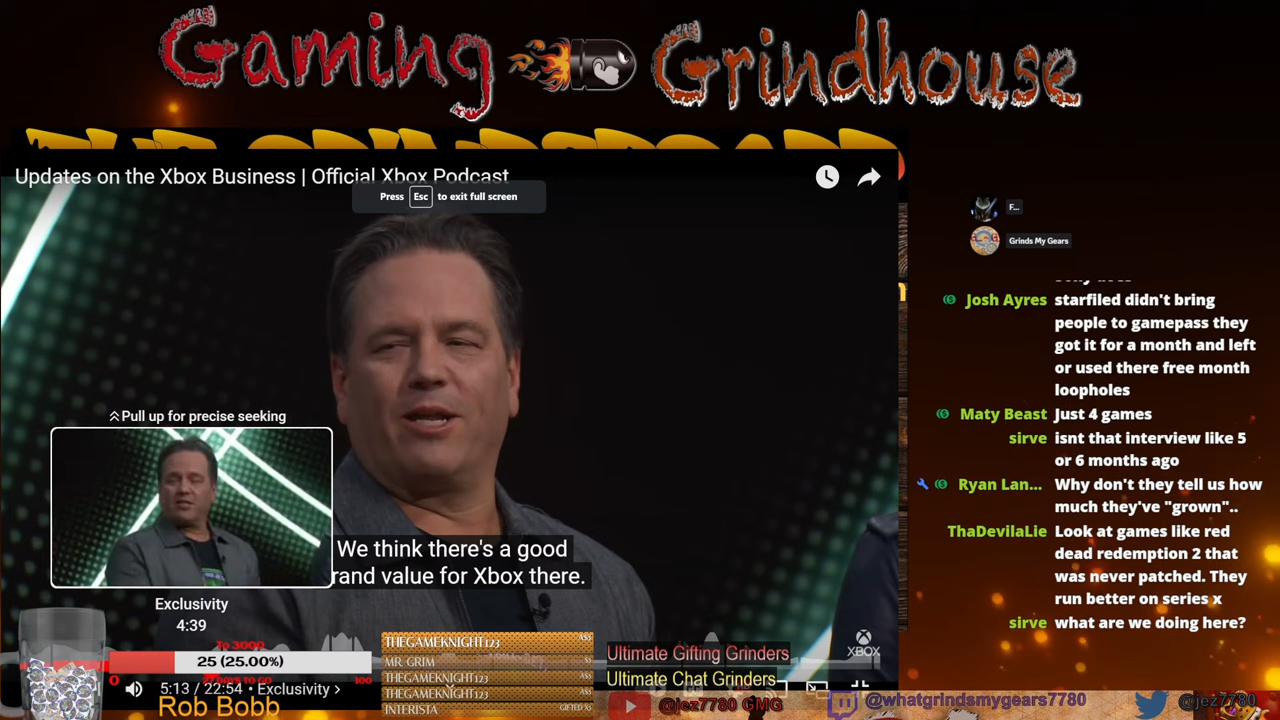 Gaming Grindhouse
Updates on the Xbox Business | Official Xbox Podcast
Press Esc to exit full screen
F...
Grinds My Gears
Josh Ayres starfiled didn't bring
people to gamepass they
got it for a month and left
or used there free month
loopholes
Maty Beast Just 4 games
sirve isnt that interview like 5
or 6 months ago
Ryan Lan... Why don't they tell us how
much they've "grown"..
ThaDevilaLie Look at games like red
dead redemption 2 that
was never patched. They
run better on series x
sirve what are we doing here?
Pull up for precise seeking
We think there's a good
rand value for Xbox there.
Exclusivity
4:39
To 3000
25 (25.00%)
0
100
5:13 / 22:54 • Exclusivity >
Rob Bobb
THEGAMEKNIGHT123
MR. GRIM
THEGAMEKNIGHT123
THEGAMEKNIGHT123
INTERISTA GIFTED X5
Ultimate Gifting Grinders
Ultimate Chat Grinders
XBOX
@jez7780 GMG
@whatgrindsmygears7780
@jez7780